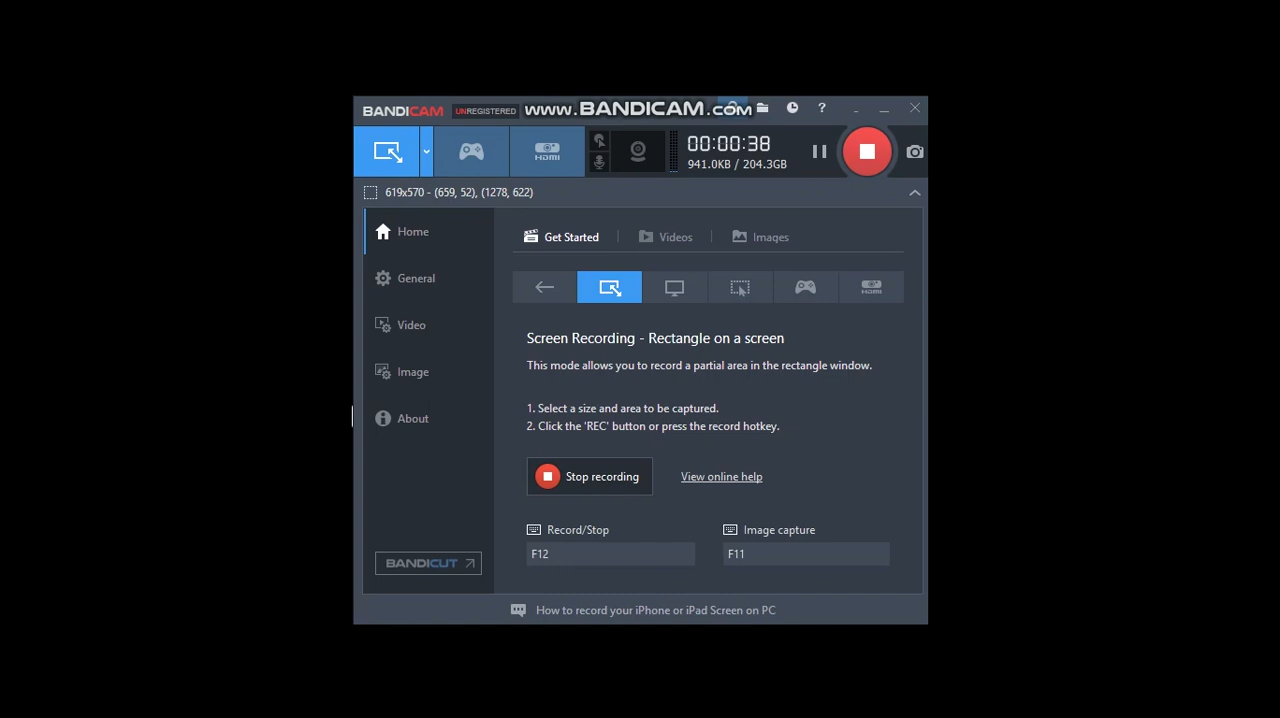 BANDICAM UNREGISTERED www.BANDICAM.com ?
HDMI
00:00:38
941.0KB / 204.3GB
619x570 - (659, 52), (1278, 622)
Home
General
Video
Image
About
BANDICUT
Get Started
Videos
Images
HDMI
Screen Recording - Rectangle on a screen
This mode allows you to record a partial area in the rectangle window.
1. Select a size and area to be captured.
2. Click the 'REC' button or press the record hotkey.
Stop recording
View online help
Record/Stop
F12
Image capture
F11
How to record your iPhone or iPad Screen on PC